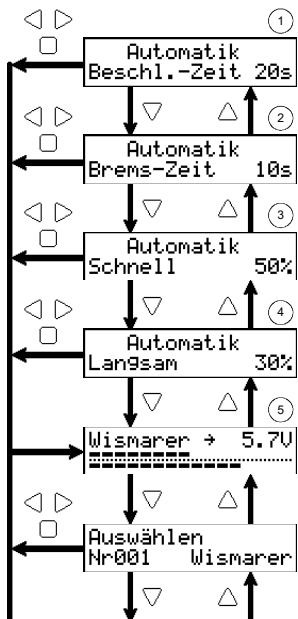 1
Automatik
Beschl.-Zeit 20s
2
Automatik
Brems-Zeit 10s
3
Automatik
Schnell 50%
4
Automatik
Langsam 30%
5
Wismarer → 5.7V
Auswählen
Nr001 Wismarer